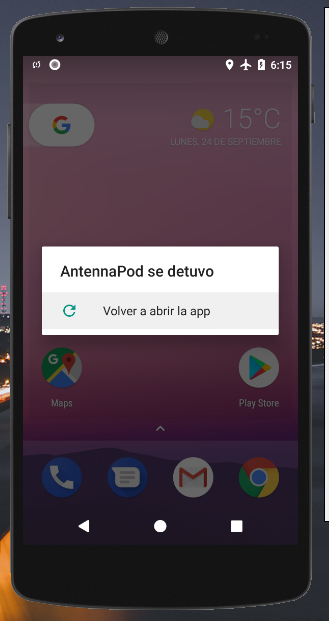 6:15
15°C
LUNES, 24 DE SEPTIEMBRE
AntennaPod se detuvo
Volver a abrir la app
Maps
Play Store